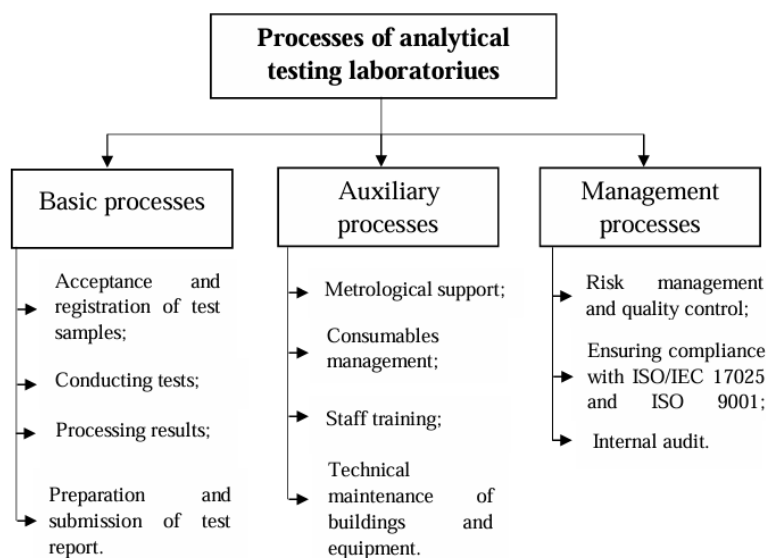 Processes of analytical
testing laboratoriues
Basic processes
Acceptance and
registration of test
samples;
Conducting tests;
Processing results;
Preparation and
submission of test
report.
Auxiliary
processes
Metrological support;
Consumables
management;
Staff training;
Technical
maintenance of
buildings and
equipment.
Management
processes
Risk management
and quality control;
Ensuring compliance
with ISO/IEC 17025
and ISO 9001;
Internal audit.